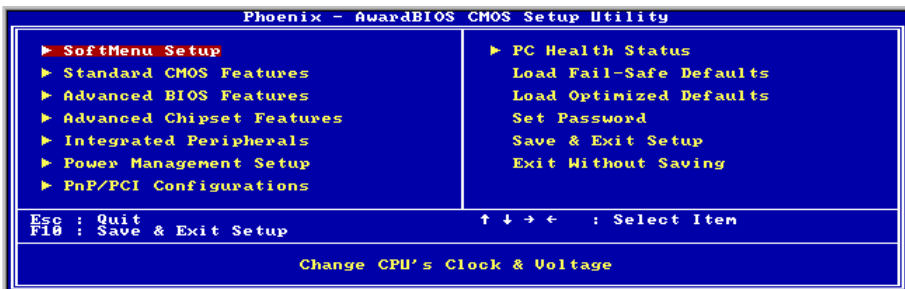 Phoenix - AwardBIOS CMOS Setup Utility
► SoftMenu Setup
► Standard CMOS Features
► Advanced BIOS Features
► Advanced Chipset Features
► Integrated Peripherals
► Power Management Setup
► PnP/PCI Configurations
► PC Health Status
Load Fail-Safe Defaults
Load Optimized Defaults
Set Password
Save & Exit Setup
Exit Without Saving
Esc : Quit
F10 : Save & Exit Setup
↑ ↓ → ← : Select Item
Change CPU's Clock & Voltage